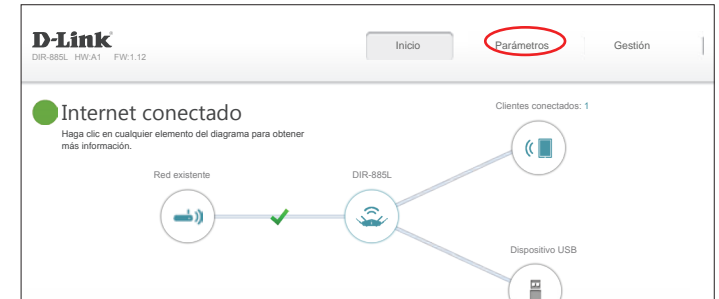 D-Link
DIR-885L HW:A1 FW:1.12
Inicio
Parámetros
Gestión
Internet conectado
Haga clic en cualquier elemento del diagrama para obtener
más información.
Clientes conectados: 1
Red existente
DIR-885L
Dispositivo USB